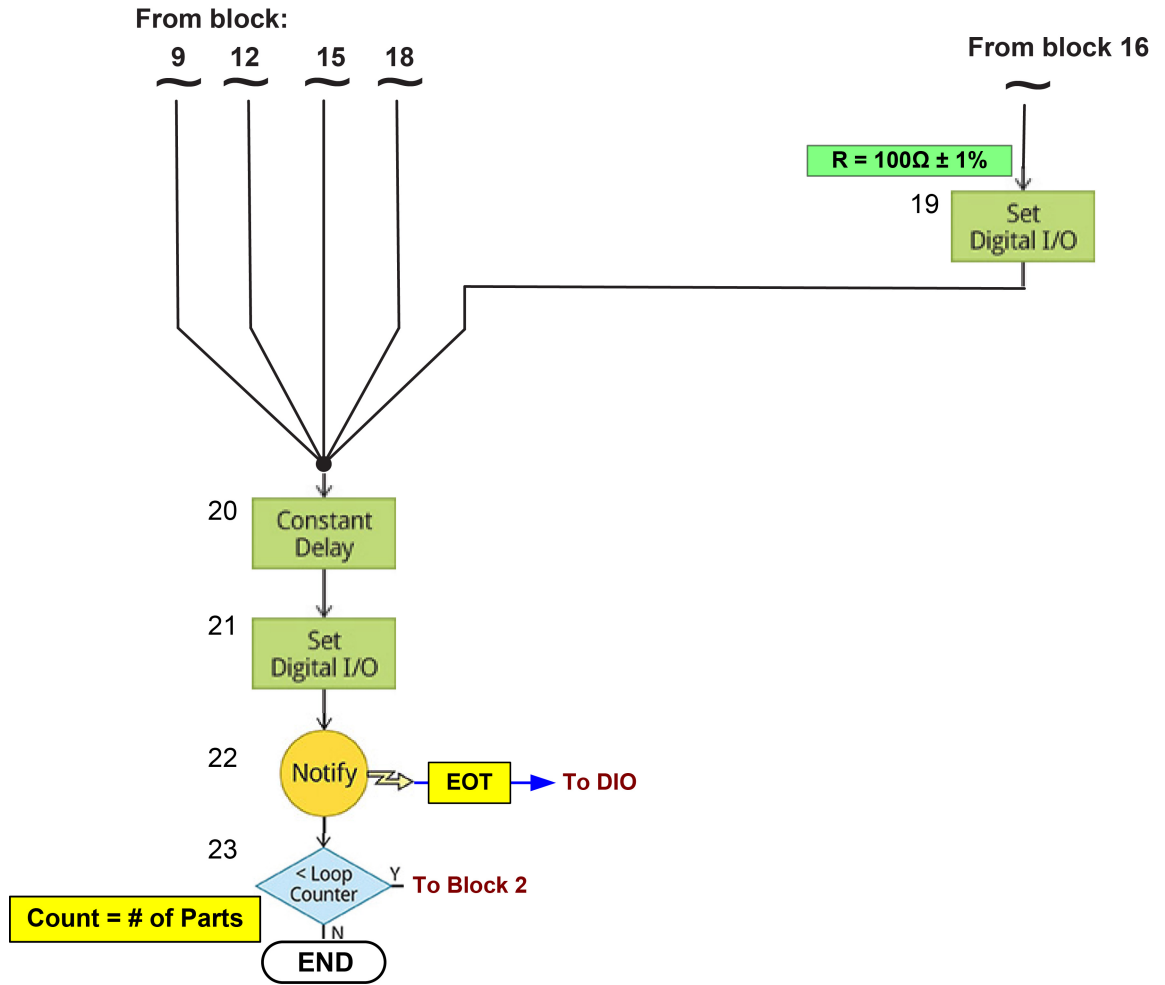 From block:
9 12 15 18
From block 16
R = 100Ω ± 1%
19
Set
Digital I/O
20
Constant
Delay
21
Set
Digital I/O
22
Notify
EOT
To DIO
23
< Loop
Counter
Y
To Block 2
Count = # of Parts
N
END